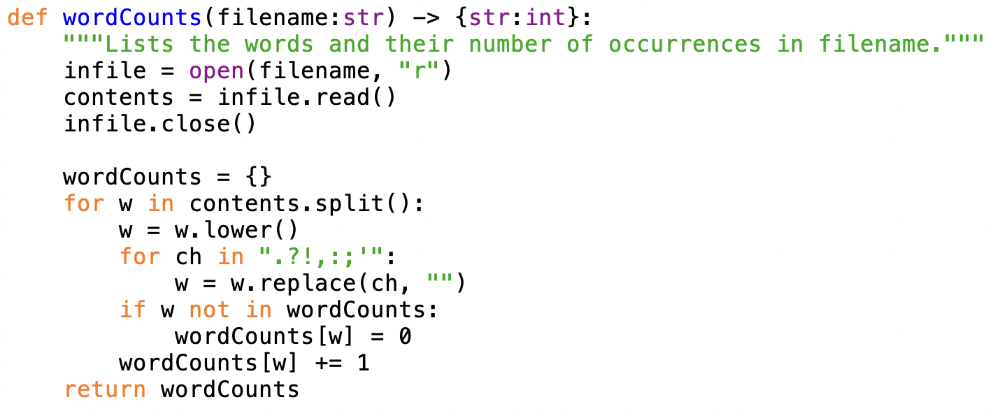 def wordCounts(filename:str) -> {str:int}:
    """Lists the words and their number of occurrences in filename."""
    infile = open(filename, "r")
    contents = infile.read()
    infile.close()

    wordCounts = {}
    for w in contents.split():
        w = w.lower()
        for ch in ".?!,:;'":
            w = w.replace(ch, "")
        if w not in wordCounts:
            wordCounts[w] = 0
        wordCounts[w] += 1
    return wordCounts